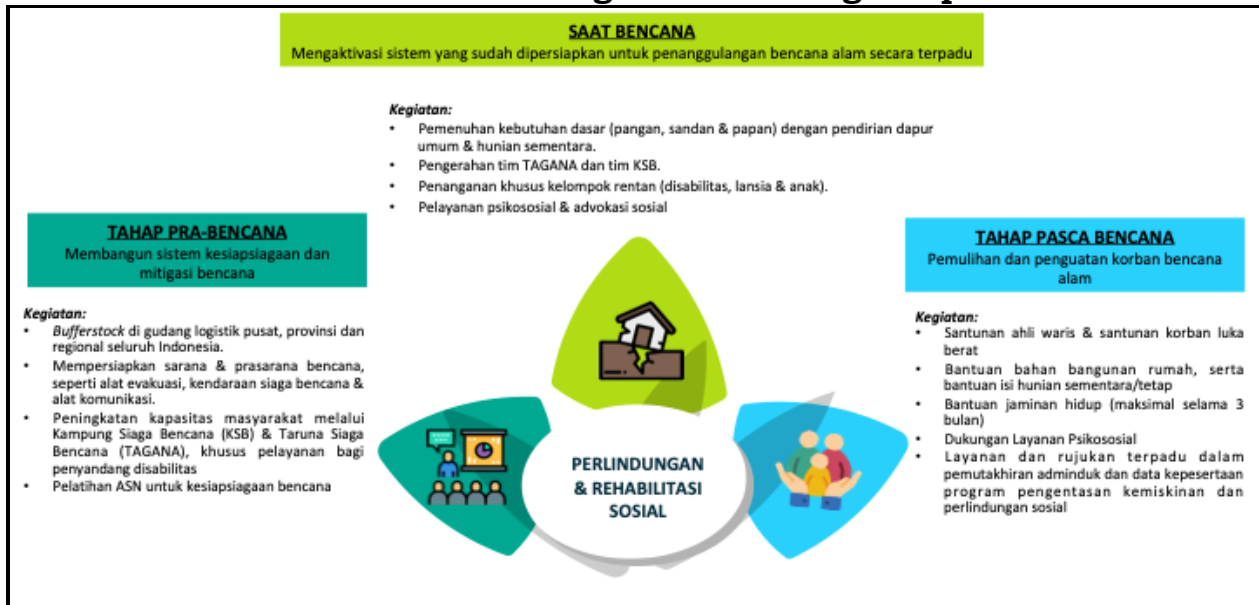 SAAT BENCANA
Mengaktivasi sistem yang sudah dipersiapkan untuk penanggulangan bencana alam secara terpadu
Kegiatan:
• Pemenuhan kebutuhan dasar (pangan, sandan & papan) dengan pendirian dapur
umum & hunian sementara.
• Pengerahan tim TAGANA dan tim KSB.
• Penanganan khusus kelompok rentan (disabilitas, lansia & anak).
• Pelayanan psikososial & advokasi sosial
TAHAP PRA-BENCANA
Membangun sistem kesiapsiagaan dan
mitigasi bencana
Kegiatan:
• Bufferstock di gudang logistik pusat, provinsi dan
regional seluruh Indonesia.
• Mempersiapkan sarana & prasarana bencana,
seperti alat evakuasi, kendaraan siaga bencana &
alat komunikasi.
• Peningkatan kapasitas masyarakat melalui
Kampung Siaga Bencana (KSB) & Taruna Siaga
Bencana (TAGANA), khusus pelayanan bagi
penyandang disabilitas
• Pelatihan ASN untuk kesiapsiagaan bencana
PERLINDUNGAN
& REHABILITASI
SOSIAL
TAHAP PASCA BENCANA
Pemulihan dan penguatan korban bencana
alam
Kegiatan:
• Santunan ahli waris & santunan korban luka
berat
• Bantuan bahan bangunan rumah, serta
bantuan isi hunian sementara/tetap
• Bantuan jaminan hidup (maksimal selama 3
bulan)
• Dukungan Layanan Psikososial
• Layanan dan rujukan terpadu dalam
pemutakhiran adminduk dan data kepesertaan
program pengentasan kemiskinan dan
perlindungan sosial